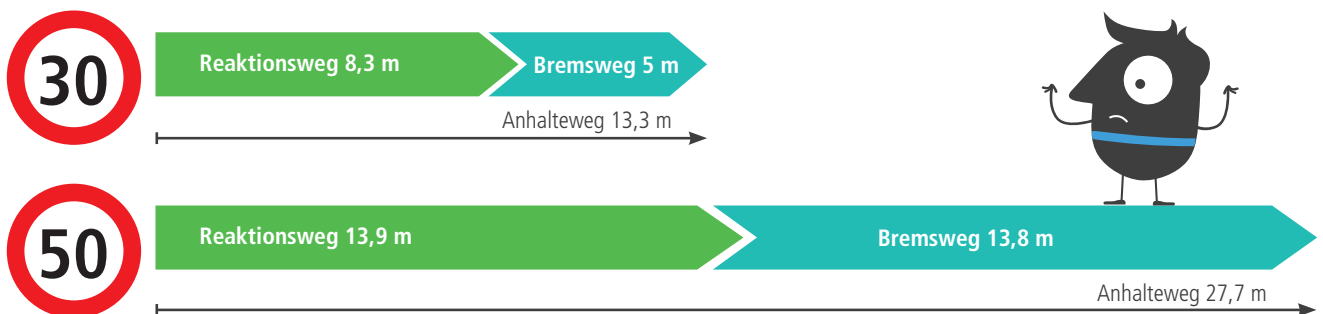 30
Reaktionsweg 8,3 m
Bremsweg 5 m
Anhalteweg 13,3 m
50
Reaktionsweg 13,9 m
Bremsweg 13,8 m
Anhalteweg 27,7 m